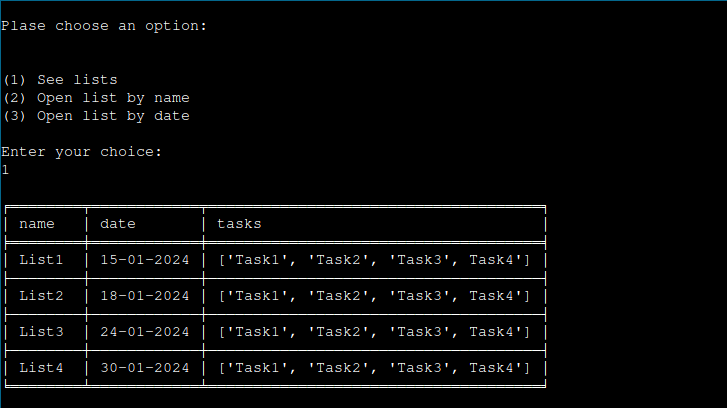 Plase choose an option:
(1) See lists
(2) Open list by name
(3) Open list by date
Enter your choice:
1
name date tasks
List1 15-01-2024 ['Task1', 'Task2', 'Task3', Task4']
List2 18-01-2024 ['Task1', 'Task2', 'Task3', Task4']
List3 24-01-2024 ['Task1', 'Task2', 'Task3', Task4']
List4 30-01-2024 ['Task1', 'Task2', 'Task3', Task4']